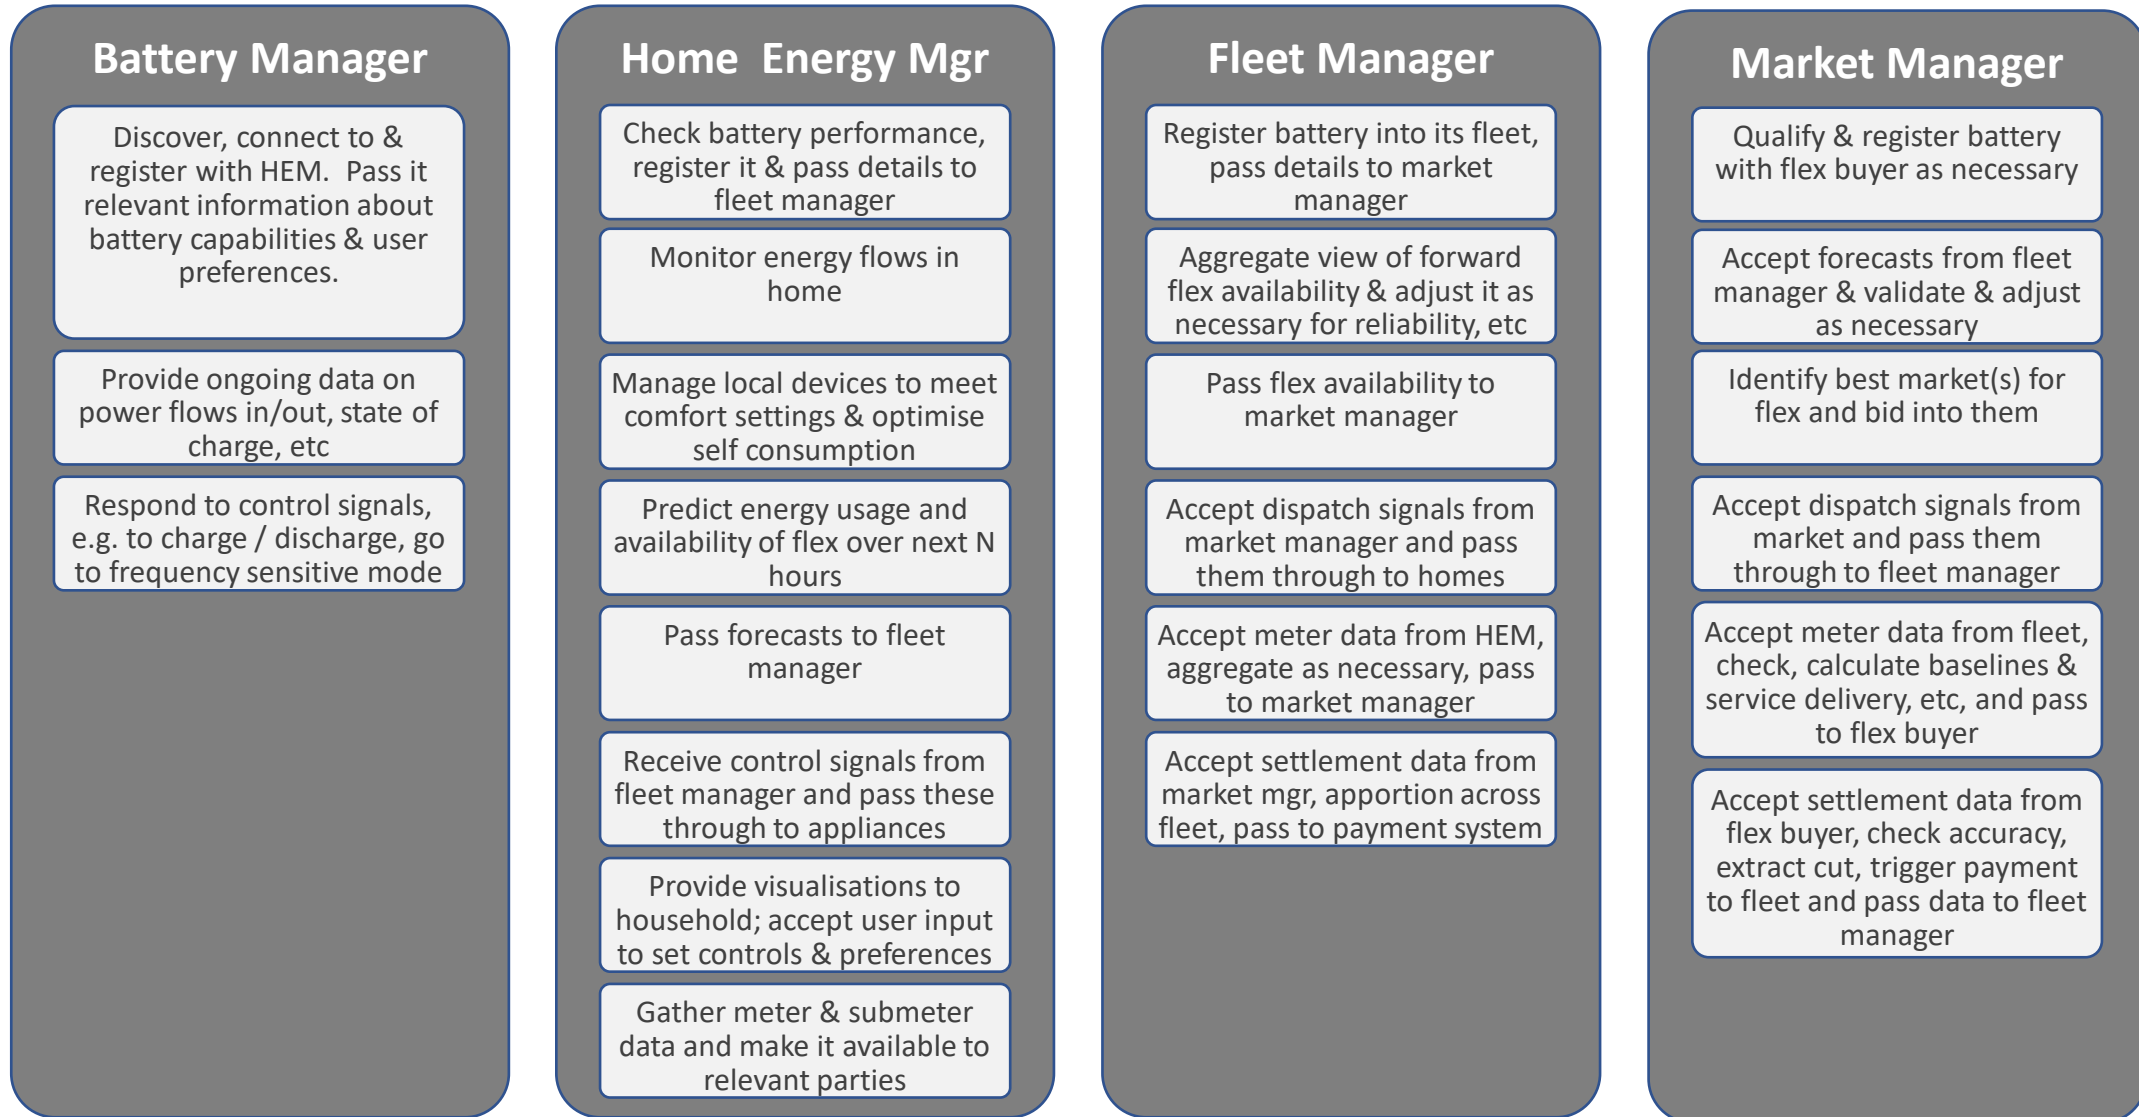 Battery Manager
Discover, connect to &
register with HEM.  Pass it
relevant information about
battery capabilities & user
preferences.
Provide ongoing data on
power flows in/out, state of
charge, etc
Respond to control signals,
e.g. to charge / discharge, go
to frequency sensitive mode
Home  Energy Mgr
Check battery performance,
register it & pass details to
fleet manager
Monitor energy flows in
home
Manage local devices to meet
comfort settings & optimise
self consumption
Predict energy usage and
availability of flex over next N
hours
Pass forecasts to fleet
manager
Receive control signals from
fleet manager and pass these
through to appliances
Provide visualisations to
household; accept user input
to set controls & preferences
Gather meter & submeter
data and make it available to
relevant parties
Fleet Manager
Register battery into its fleet,
pass details to market
manager
Aggregate view of forward
flex availability & adjust it as
necessary for reliability, etc
Pass flex availability to
market manager
Accept dispatch signals from
market manager and pass
them through to homes
Accept meter data from HEM,
aggregate as necessary, pass
to market manager
Accept settlement data from
market mgr, apportion across
fleet, pass to payment system
Market Manager
Qualify & register battery
with flex buyer as necessary
Accept forecasts from fleet
manager & validate & adjust
as necessary
Identify best market(s) for
flex and bid into them
Accept dispatch signals from
market and pass them
through to fleet manager
Accept meter data from fleet,
check, calculate baselines &
service delivery, etc, and pass
to flex buyer
Accept settlement data from
flex buyer, check accuracy,
extract cut, trigger payment
to fleet and pass data to fleet
manager